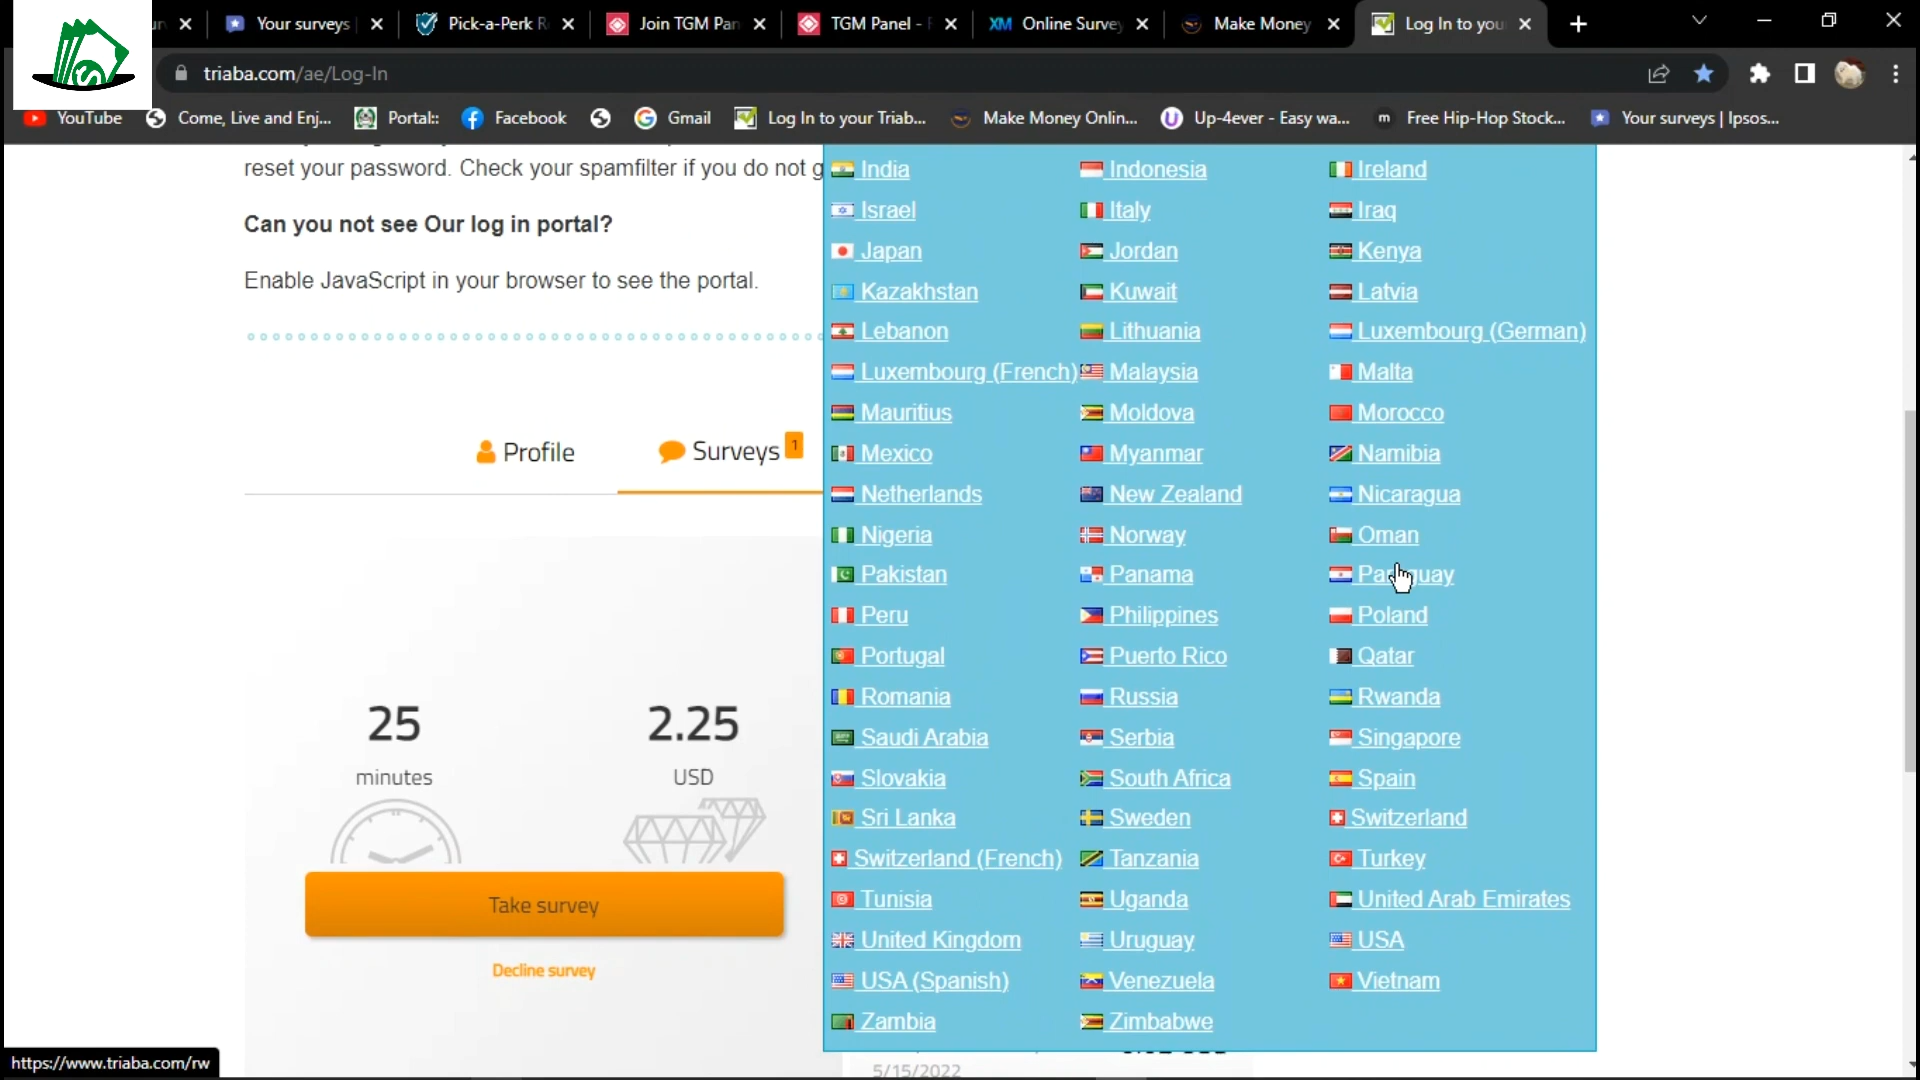 Your surveys
Pick-a-Perk R
Join TGM Pan
TGM Panel -
Online Survey
Make Money
Log In to you
triaba.com/ae/Log-In
YouTube
Come, Live and Enj...
Portal::
Facebook
Gmail
Log In to your Triab...
Make Money Onlin...
Up-4ever - Easy wa...
Free Hip-Hop Stock...
Your surveys | Ipsos...
reset your password. Check your spamfilter if you do not g
Can you not see Our log in portal?
Enable JavaScript in your browser to see the portal.
Profile
Surveys 1
25
minutes
2.25
USD
Take survey
Decline survey
India Indonesia Ireland
Israel Italy Iraq
Japan Jordan Kenya
Kazakhstan Kuwait Latvia
Lebanon Lithuania Luxembourg (German)
Luxembourg (French) Malaysia Malta
Mauritius Moldova Morocco
Mexico Myanmar Namibia
Netherlands New Zealand Nicaragua
Nigeria Norway Oman
Pakistan Panama Paraguay
Peru Philippines Poland
Portugal Puerto Rico Qatar
Romania Russia Rwanda
Saudi Arabia Serbia Singapore
Slovakia South Africa Spain
Sri Lanka Sweden Switzerland
Switzerland (French) Tanzania Turkey
Tunisia Uganda United Arab Emirates
United Kingdom Uruguay USA
USA (Spanish) Venezuela Vietnam
Zambia Zimbabwe
5/15/2022
https://www.triaba.com/rw